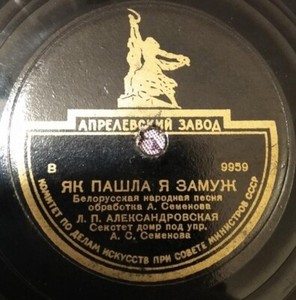 АПРЕЛЕВСКИЙ ЗАВОД
В 9959
ЯК ПАШЛА Я ЗАМУЖ
Белорусская народная песня
обработка А. Семенова
Л. П. АЛЕКСАНДРОВСКАЯ
Секстет домр под упр.
А. С. Семенова
КОМИТЕТ ПО ДЕЛАМ ИСКУССТВ ПРИ СОВЕТЕ МИНИСТРОВ СССР